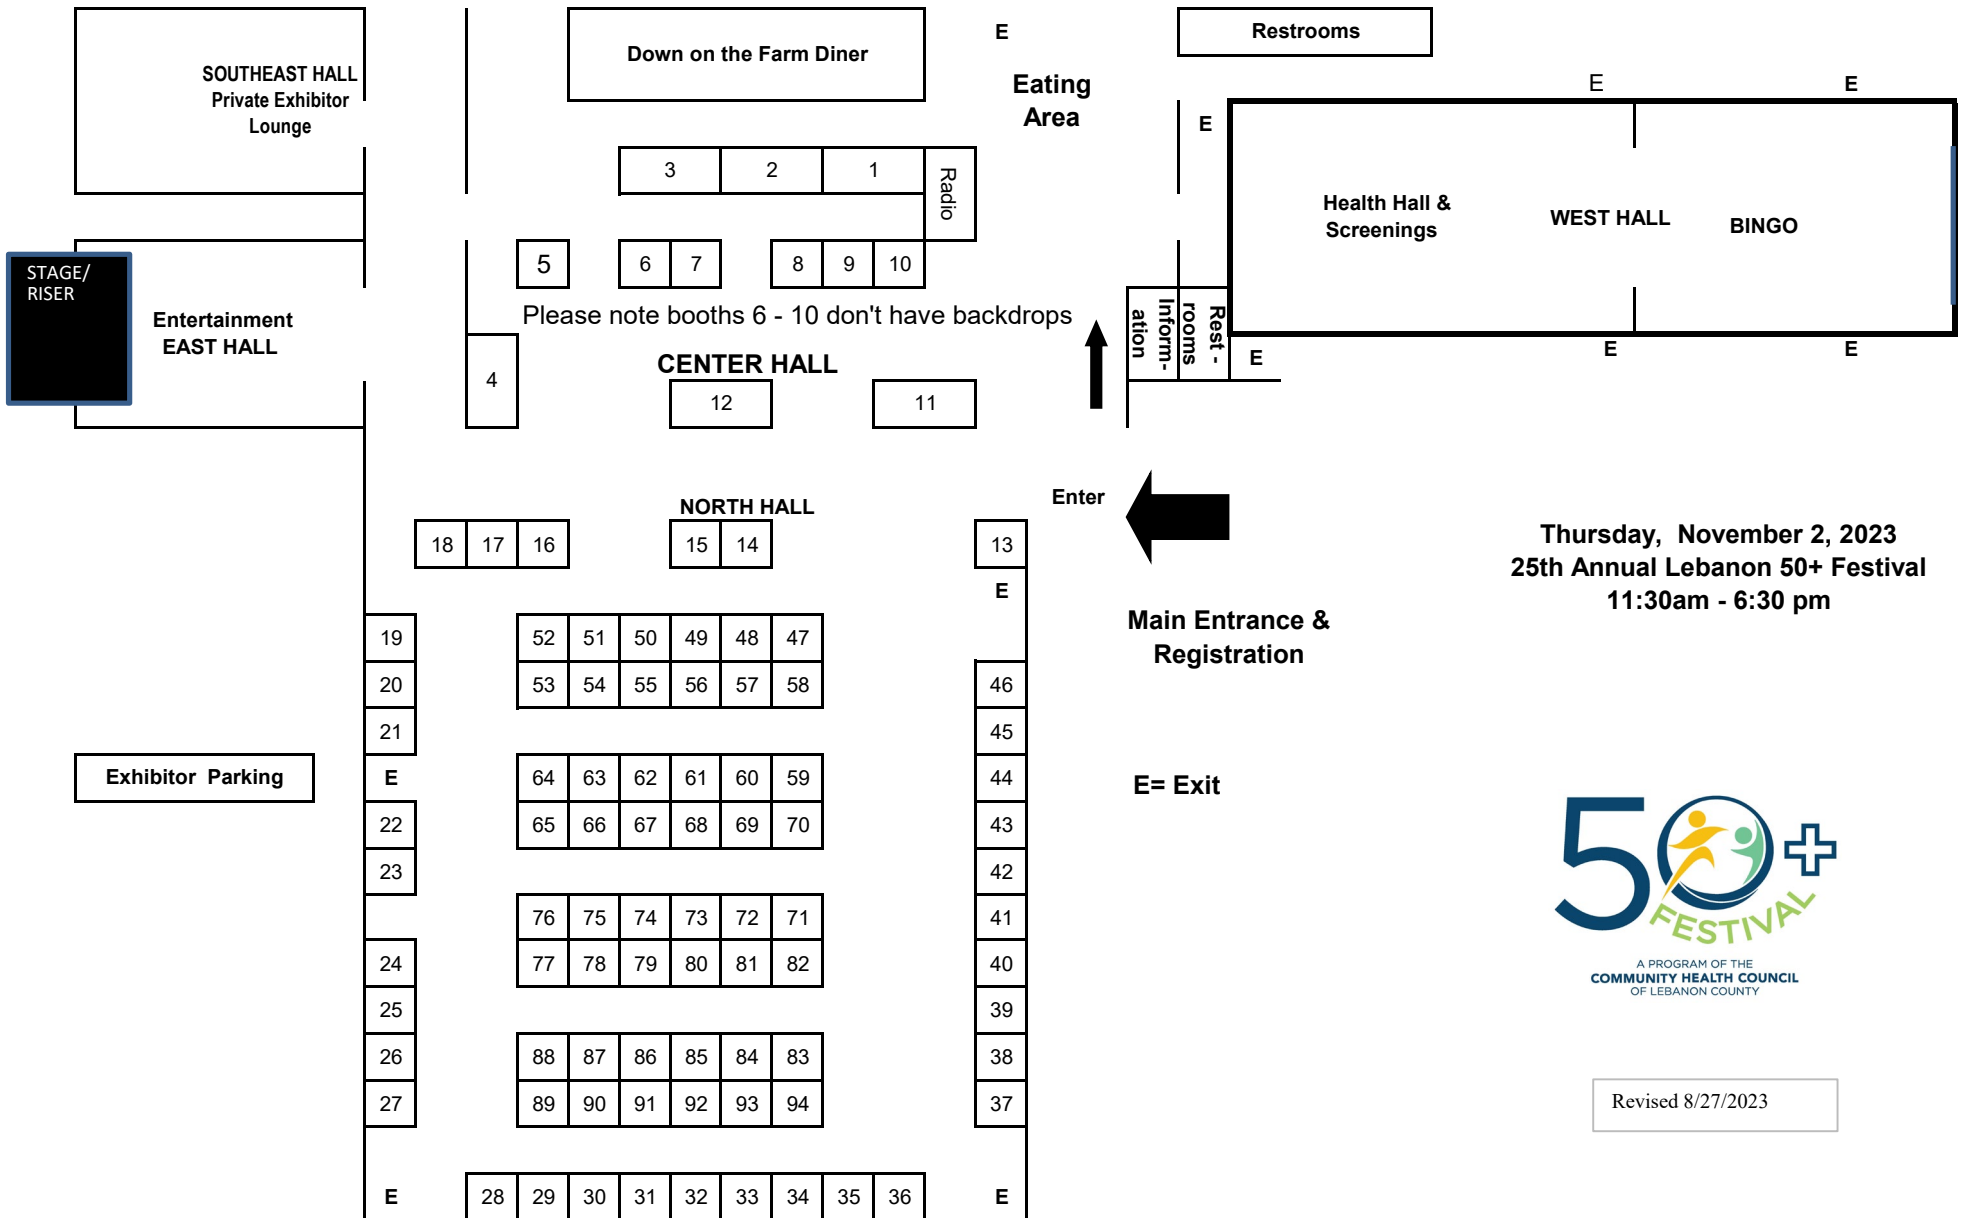 E
Restrooms
Down on the Farm Diner
SOUTHEAST HALL
Private Exhibitor
Lounge
Eating
Area
E
E
E
3
2
1
Radio
Health Hall &
Screenings
WEST HALL
BINGO
5
6
7
8
9
10
STAGE/
RISER
Entertainment
EAST HALL
Please note booths 6 - 10 don't have backdrops
Inform-
ation
Rest -
rooms
E
E
E
CENTER HALL
4
12
11
Enter
NORTH HALL
18
17
16
15
14
13
Thursday,  November 2, 2023
25th Annual Lebanon 50+ Festival
11:30am - 6:30 pm
E
Main Entrance &
Registration
19
52
51
50
49
48
47
20
53
54
55
56
57
58
46
21
45
Exhibitor  Parking
E
64
63
62
61
60
59
44
E= Exit
22
65
66
67
68
69
70
43
23
42
50+
FESTIVAL
A PROGRAM OF THE
COMMUNITY HEALTH COUNCIL
OF LEBANON COUNTY
76
75
74
73
72
71
41
24
77
78
79
80
81
82
40
25
39
26
88
87
86
85
84
83
38
27
89
90
91
92
93
94
37
Revised 8/27/2023
E
28
29
30
31
32
33
34
35
36
E